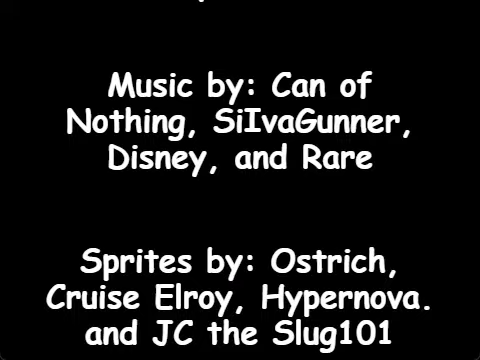 Music by: Can of
Nothing, SiIvaGunner,
Disney, and Rare
Sprites by: Ostrich,
Cruise Elroy, Hypernova.
and JC the Slug101